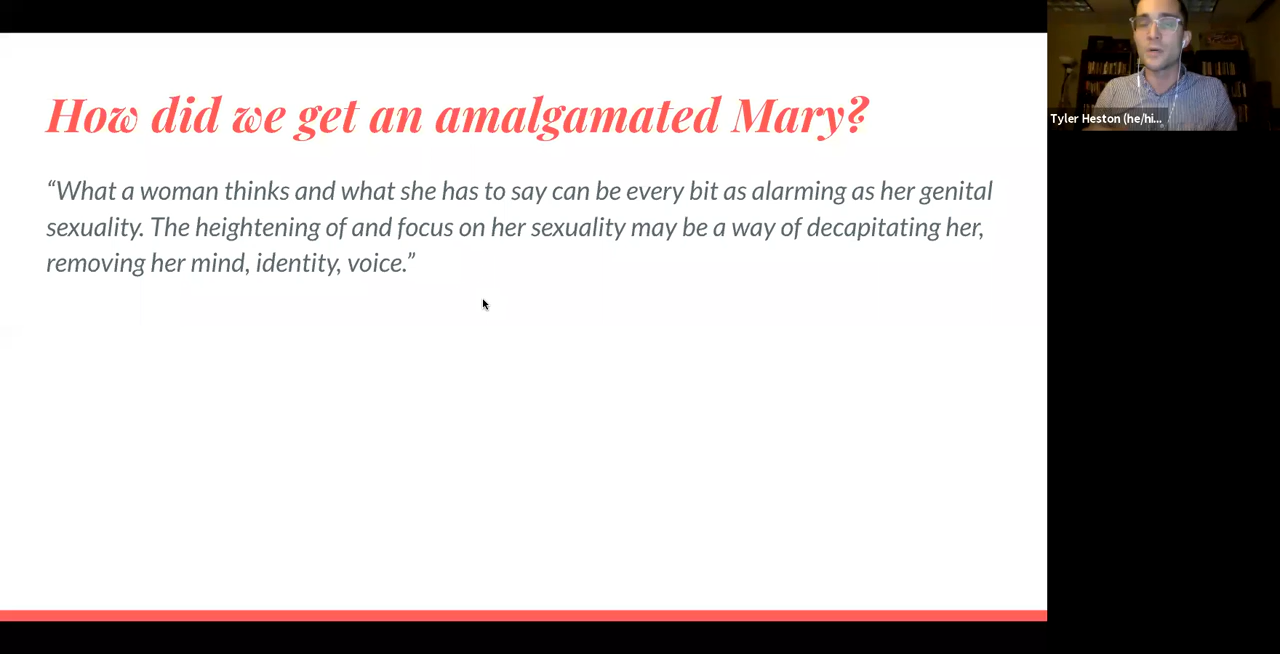 How did we get an amalgamated Mary?
“What a woman thinks and what she has to say can be every bit as alarming as her genital
sexuality. The heightening of and focus on her sexuality may be a way of decapitating her,
removing her mind, identity, voice.”
Tyler Heston (he/hi...